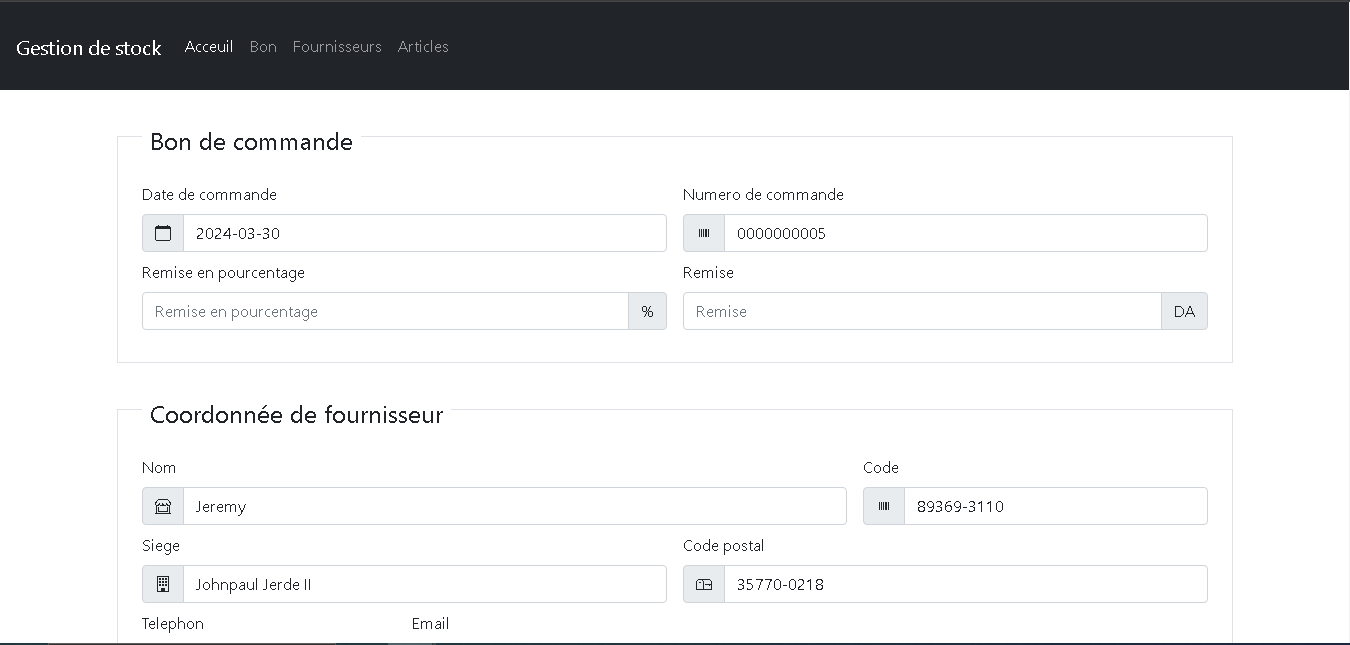 Gestion de stock Acceuil Bon Fournisseurs Articles
Bon de commande
Date de commande Numero de commande
2024-03-30 0000000005
Remise en pourcentage Remise
Remise en pourcentage % Remise DA
Coordonnée de fournisseur
Nom Code
Jeremy 89369-3110
Siege Code postal
Johnpaul Jerde II 35770-0218
Telephon Email